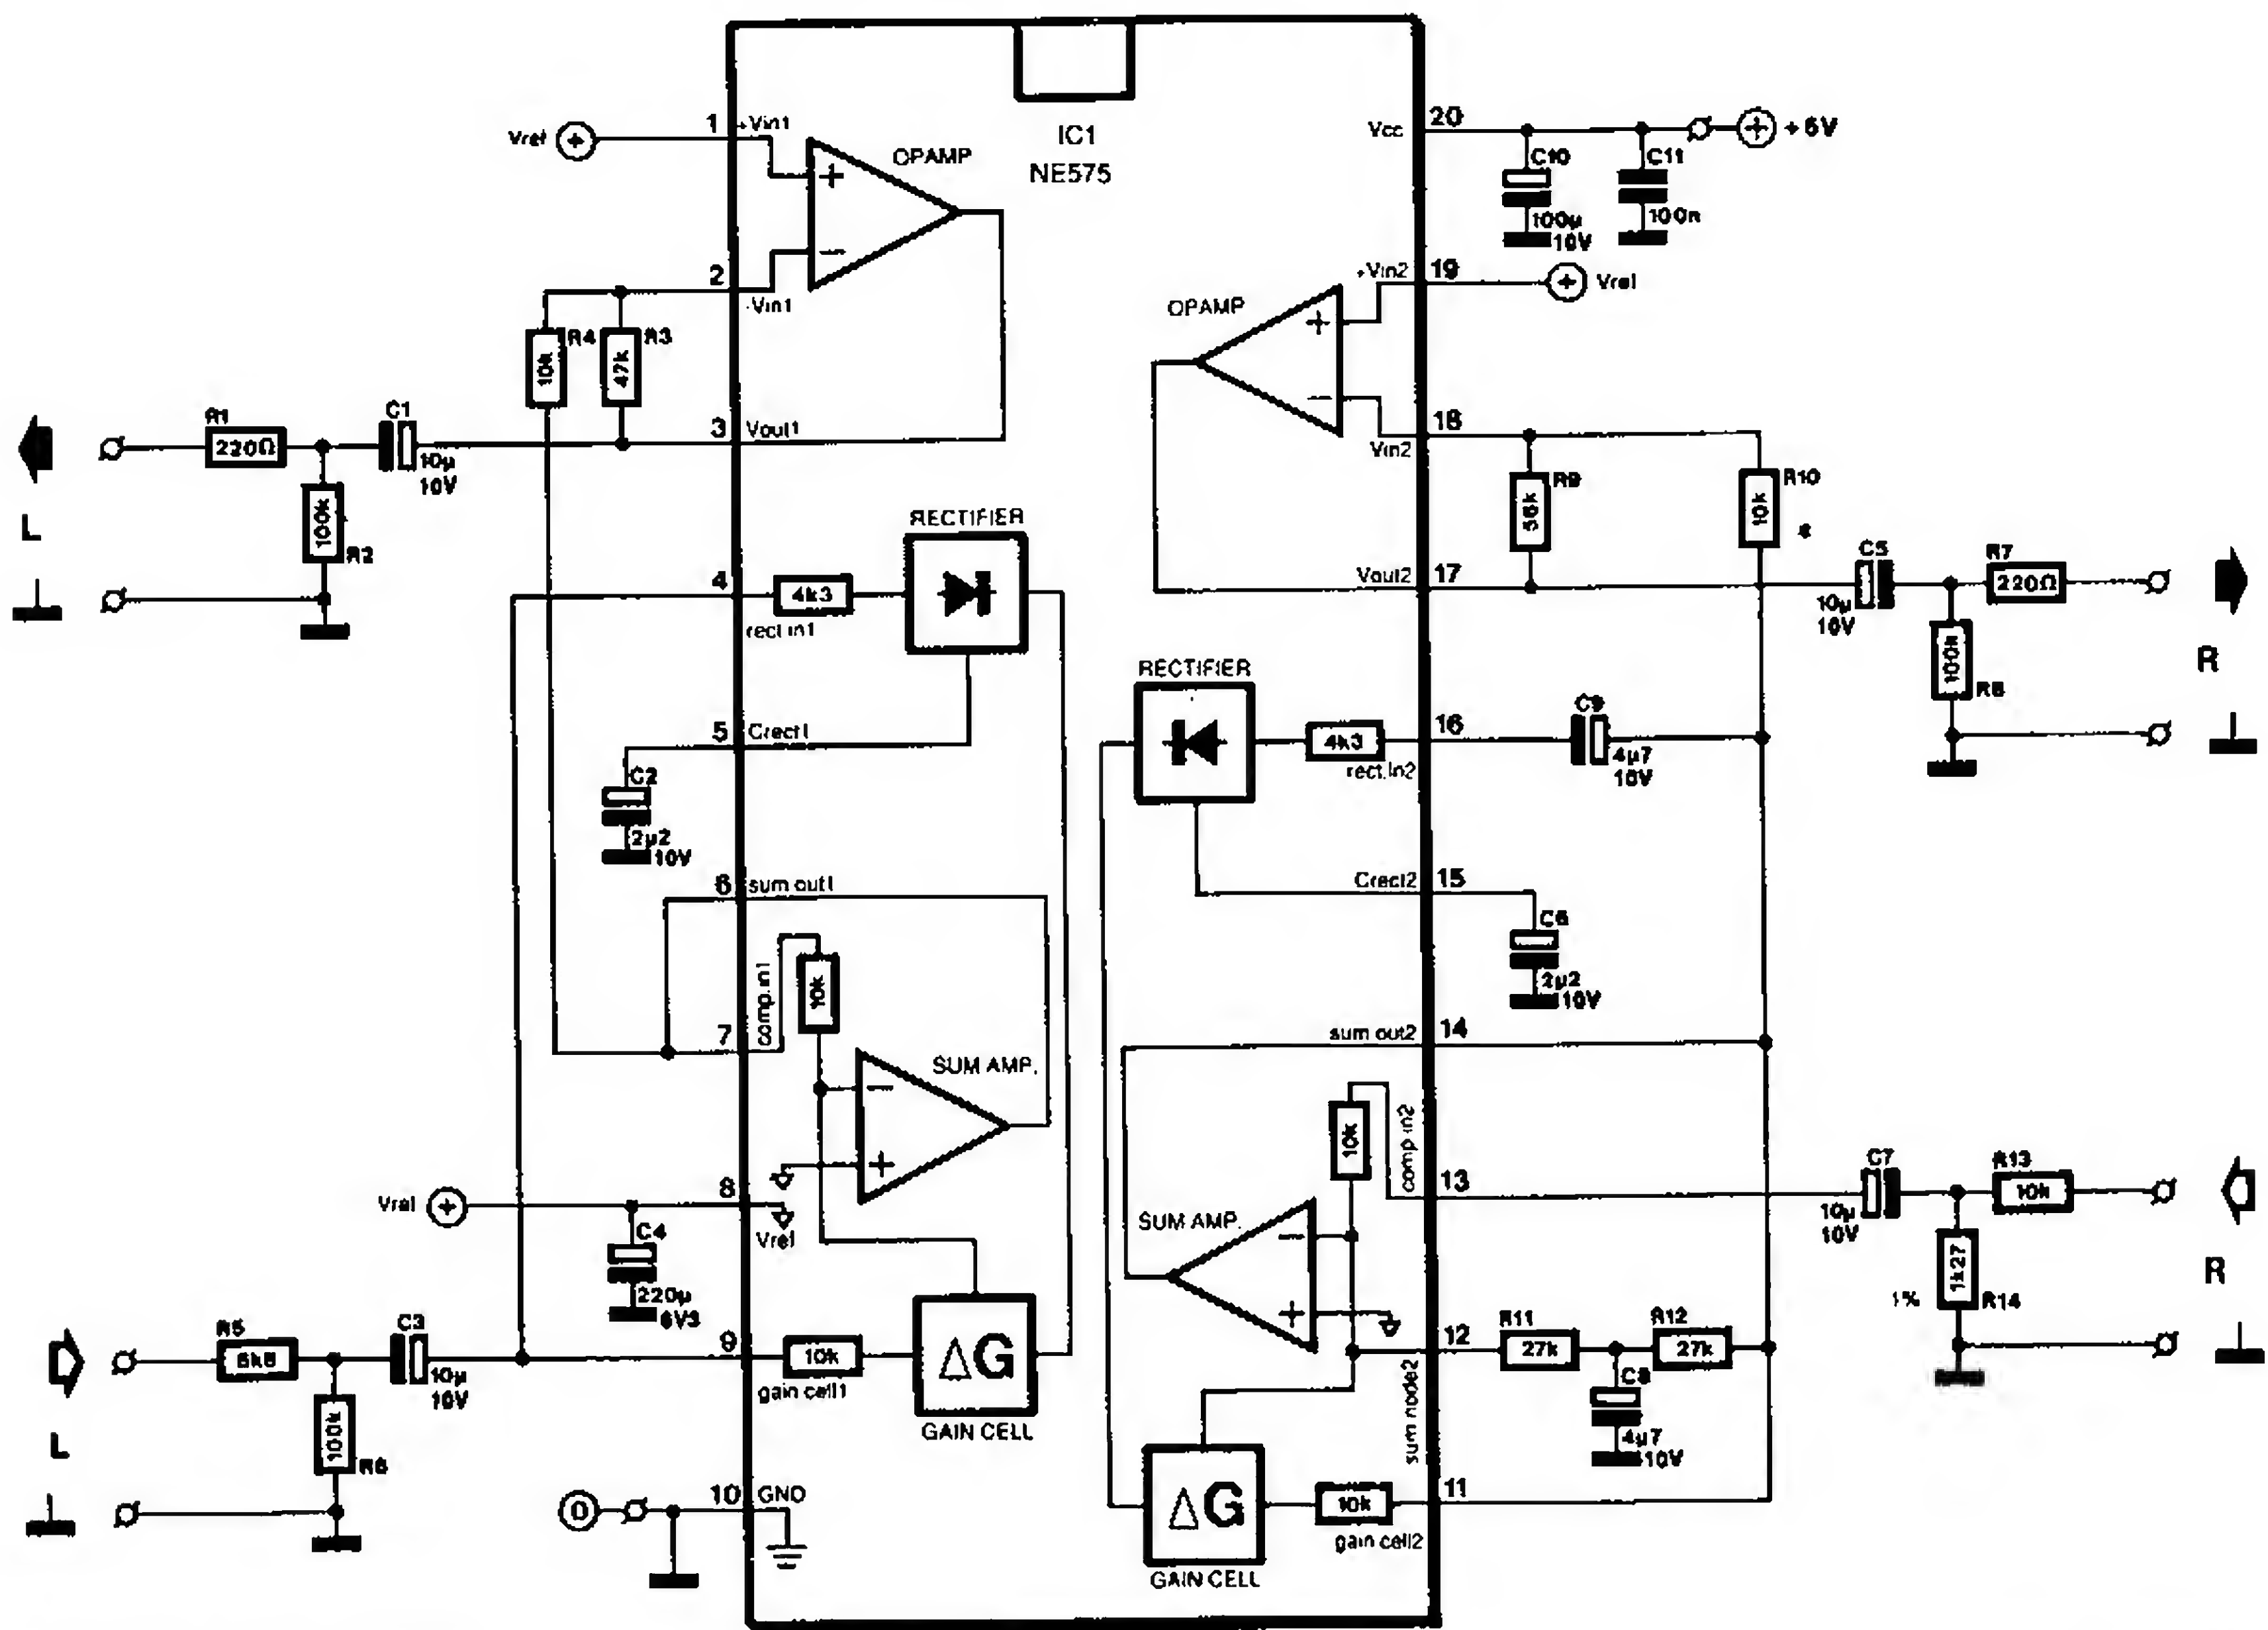 IC1
NE575
1
+Vin1
Vref
+
OPAMP
+
−
2
-Vin1
R4
10k
R3
47k
3
Vout1
R1
220Ω
C1
10µ
10V
100k
R2
L
RECTIFIER
4
4k3
rect.in1
5
Crect1
C2
2µ2
10V
6
sum out1
comp.in1
10k
7
SUM AMP.
−
+
8
Vref
+
Vref
C4
220µ
6V3
R5
6k8
C3
10µ
10V
9
10k
gain cell1
ΔG
GAIN CELL
100k
R6
L
0
10
GND
Vcc
20
+
+5V
C10
100µ
10V
C11
100n
+Vin2
19
+
Vref
OPAMP
+
−
18
Vin2
R9
56k
R10
10k
*
Vout2
17
C5
10µ
10V
R7
220Ω
100k
R8
R
RECTIFIER
4k3
16
rect.in2
C9
4µ7
10V
Crect2
15
C6
2µ2
10V
sum out2
14
10k
comp in2
13
SUM AMP.
−
+
C7
10µ
10V
R13
10k
1k27
1%
R14
R
12
sum node2
R11
27k
R12
27k
C8
4µ7
10V
ΔG
10k
11
gain cell2
GAIN CELL